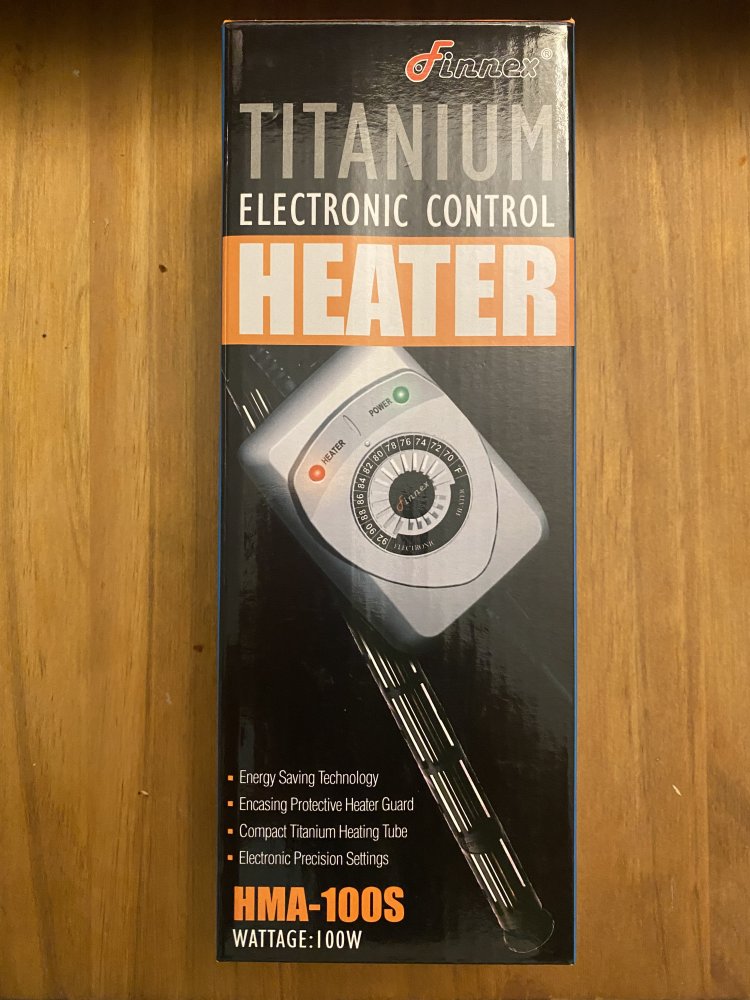 Finnex®
TITANIUM
ELECTRONIC CONTROL
HEATER
POWER
HEATER
92 90 88 86 84 82 80 78 76 74 72 70 F
Finnex
HEATER
ELECTRONIC
▪ Energy Saving Technology
▪ Encasing Protective Heater Guard
▪ Compact Titanium Heating Tube
▪ Electronic Precision Settings
HMA-100S
WATTAGE:100W